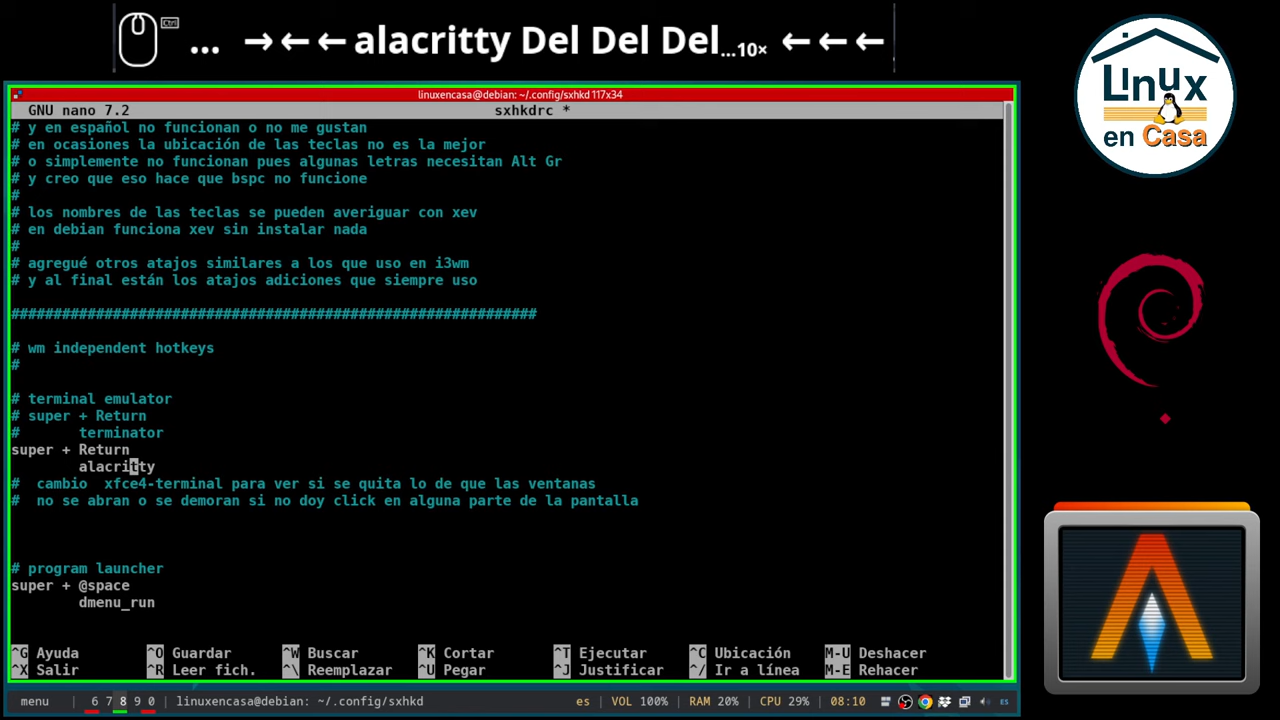 Ctrl
... →←← alacritty Del Del Del...10× ←←←
LInux
en Casa
linuxencasa@debian: ~/.config/sxhkd 117x34
GNU nano 7.2 sxhkdrc *
# y en español no funcionan o no me gustan
# en ocasiones la ubicación de las teclas no es la mejor
# o simplemente no funcionan pues algunas letras necesitan Alt Gr
# y creo que eso hace que bspc no funcione
#
# los nombres de las teclas se pueden averiguar con xev
# en debian funciona xev sin instalar nada
#
# agregué otros atajos similares a los que uso en i3wm
# y al final están los atajos adiciones que siempre uso
##############################################################
# wm independent hotkeys
#
# terminal emulator
# super + Return
# terminator
super + Return
alacritty
# cambio xfce4-terminal para ver si se quita lo de que las ventanas
# no se abran o se demoran si no doy click en alguna parte de la pantalla
# program launcher
super + @space
dmenu_run
^G Ayuda ^O Guardar ^W Buscar ^K Cortar ^T Ejecutar ^C Ubicación M-U Deshacer
^X Salir ^R Leer fich. ^\ Reemplazar ^U Pegar ^J Justificar ^/ Ir a línea M-E Rehacer
menu 6 7 8 9 0 linuxencasa@debian: ~/.config/sxhkd es VOL 100% RAM 20% CPU 29% 08:10 ES